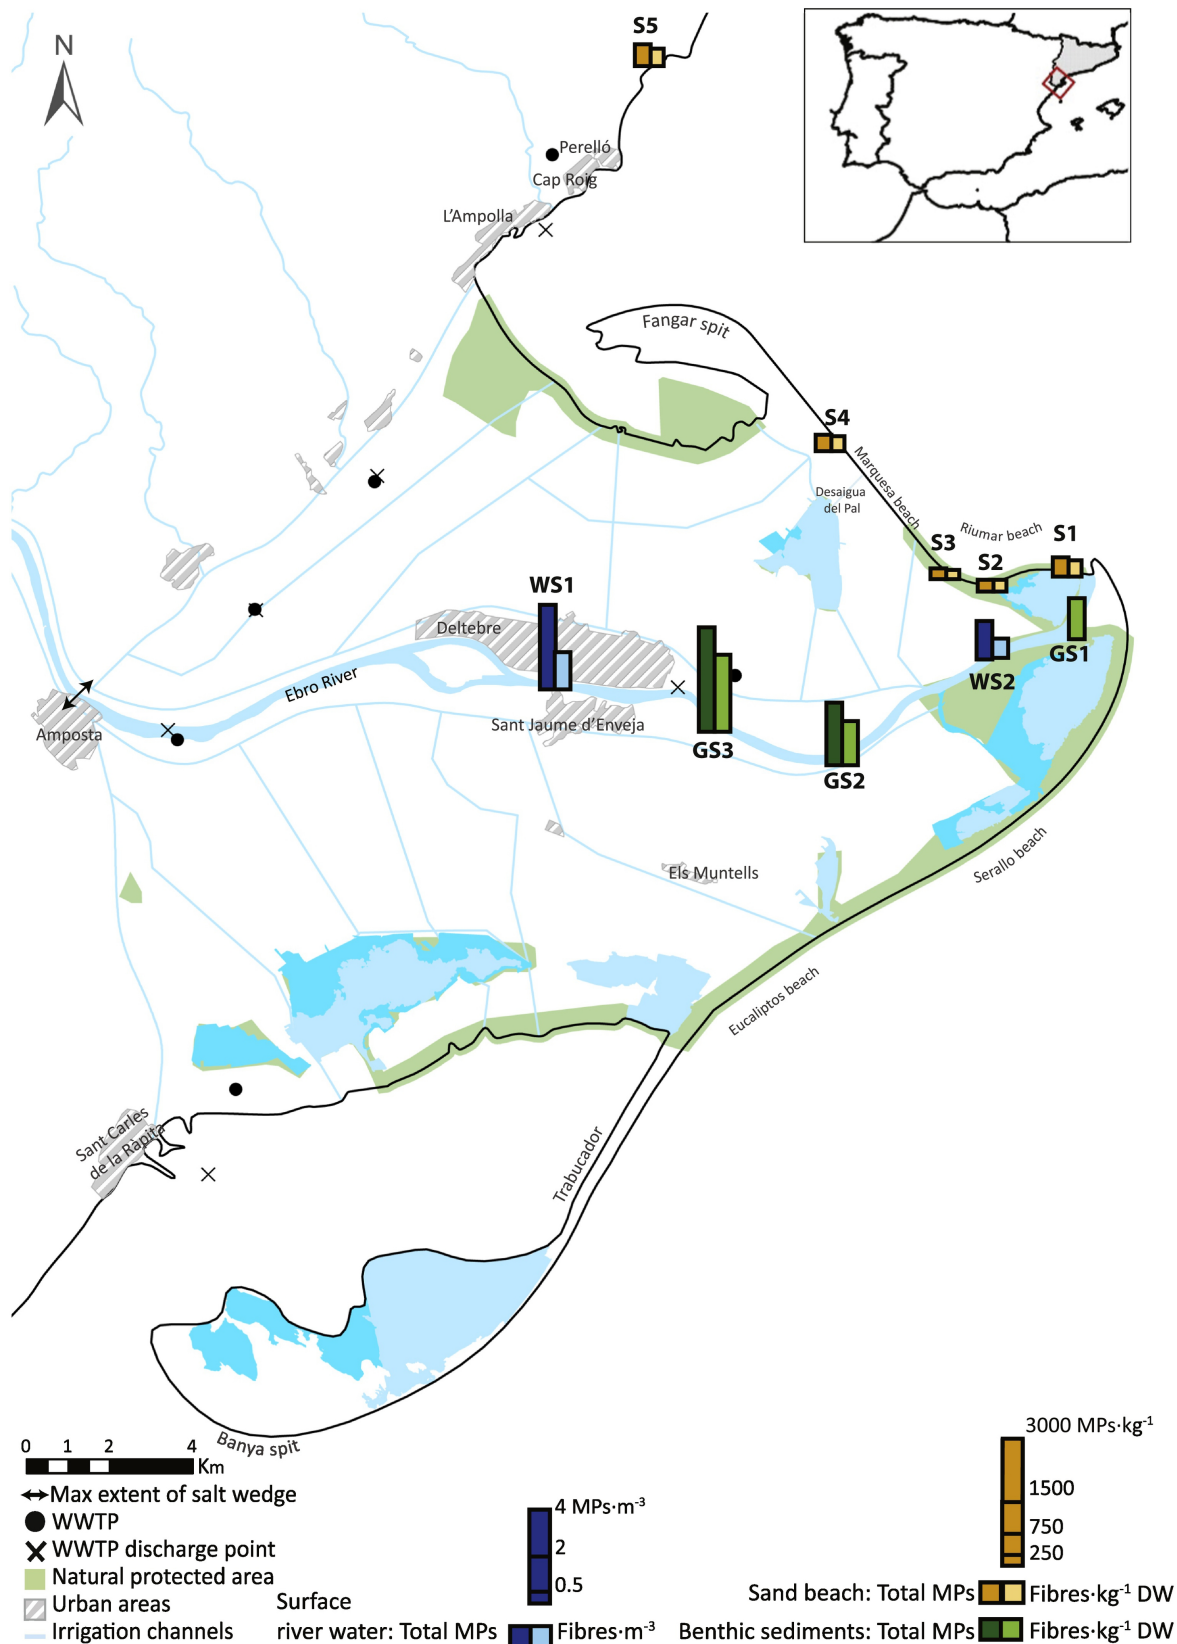 N
S5
Perelló
Cap Roig
L'Ampolla
Fangar spit
S4
Marquesa beach
Desaigua
del Pal
Riumar beach
S1
S3
S2
WS1
Deltebre
GS1
WS2
Ebro River
Sant Jaume d'Enveja
Amposta
GS3
GS2
Els Muntells
Serallo beach
Eucaliptos beach
Sant Carles
de la Ràpita
Trabucador
Banya spit
0 1 2 4
Km
Max extent of salt wedge
WWTP
WWTP discharge point
Natural protected area
Urban areas
Irrigation channels
4 MPs·m⁻³
2
0.5
Surface
river water: Total MPs Fibres·m⁻³
3000 MPs·kg⁻¹
1500
750
250
Sand beach: Total MPs Fibres·kg⁻¹ DW
Benthic sediments: Total MPs Fibres·kg⁻¹ DW